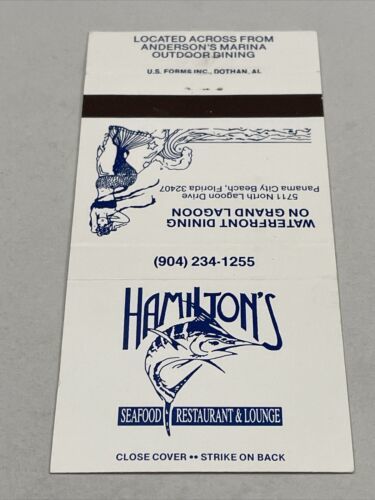 LOCATED ACROSS FROM
ANDERSON'S MARINA
OUTDOOR DINING
U.S. FORMS INC., DOTHAN, AL
WATERFRONT DINING
ON GRAND LAGOON
5711 North Lagoon Drive
Panama City Beach, Florida 32407
(904) 234-1255
HAMILTON'S
SEAFOOD RESTAURANT & LOUNGE
CLOSE COVER •• STRIKE ON BACK